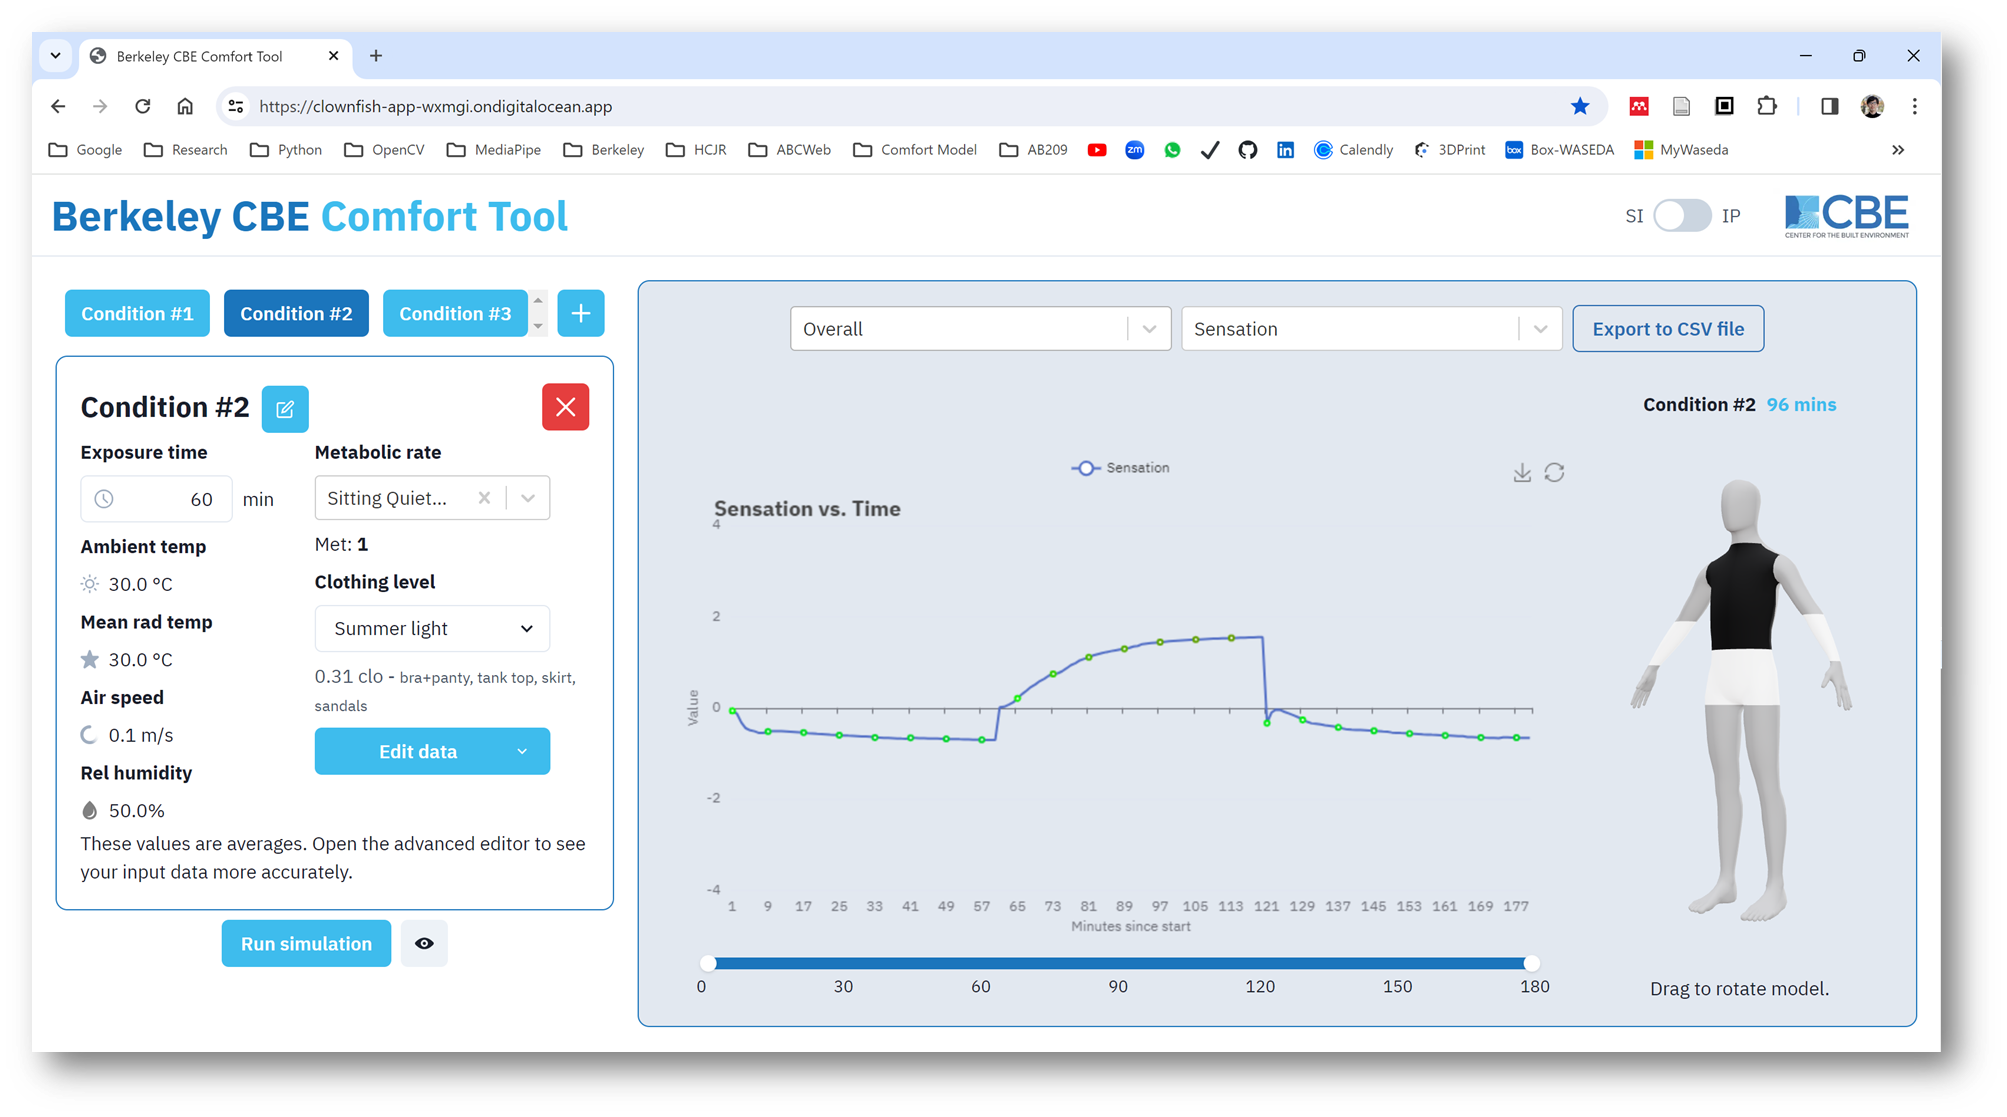 Berkeley CBE Comfort Tool
https://clownfish-app-wxmgi.ondigitalocean.app
Google Research Python OpenCV MediaPipe Berkeley HCJR ABCWeb Comfort Model AB209 zm in Calendly 3DPrint box Box-WASEDA MyWaseda
Berkeley CBE Comfort Tool
SI IP
CBE
CENTER FOR THE BUILT ENVIRONMENT
Condition #1 Condition #2 Condition #3 +
Condition #2
Exposure time
60 min
Metabolic rate
Sitting Quiet...
Met: 1
Ambient temp
30.0 °C
Clothing level
Summer light
0.31 clo - bra+panty, tank top, skirt,
sandals
Edit data
Mean rad temp
30.0 °C
Air speed
0.1 m/s
Rel humidity
50.0%
These values are averages. Open the advanced editor to see
your input data more accurately.
Run simulation
Overall
Sensation
Export to CSV file
Condition #2 96 mins
Sensation
Sensation vs. Time
4
2
0
-2
-4
Value
1 9 17 25 33 41 49 57 65 73 81 89 97 105 113 121 129 137 145 153 161 169 177
Minutes since start
0 30 60 90 120 150 180
Drag to rotate model.